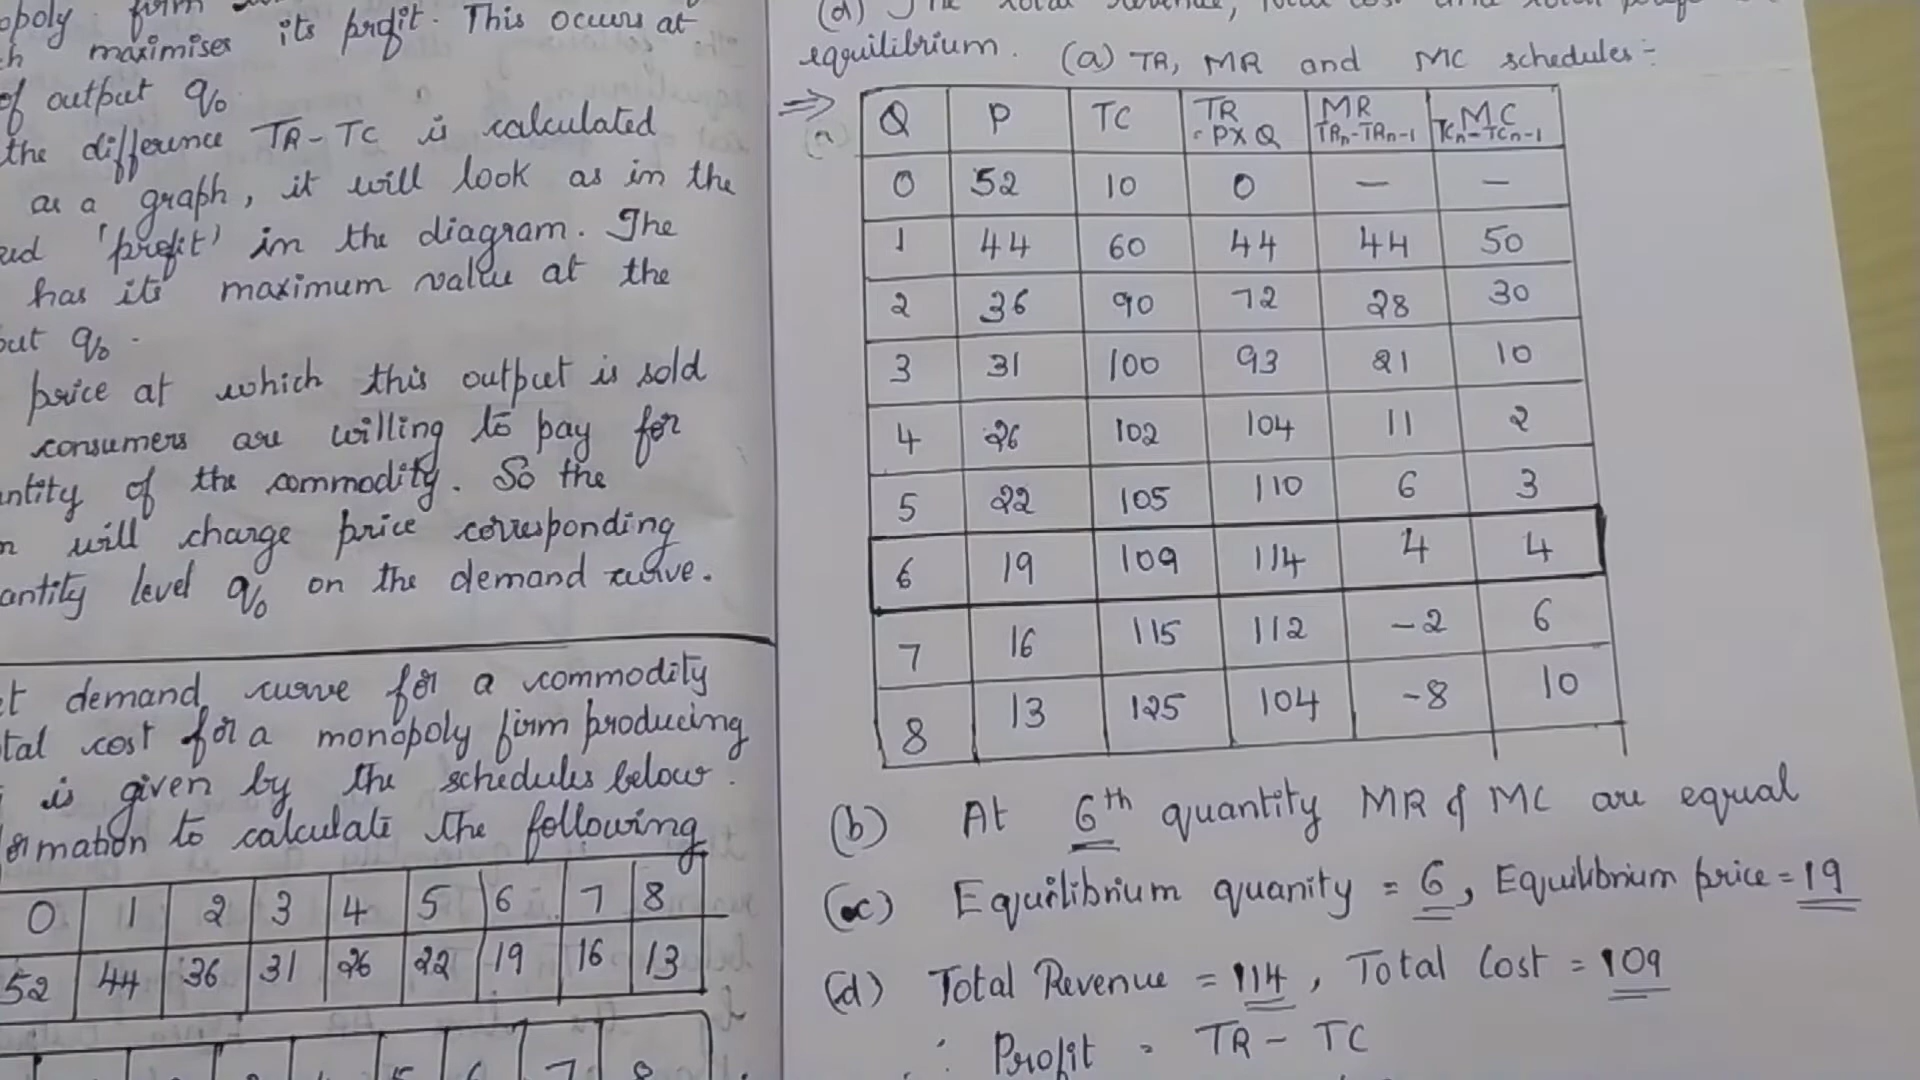 maximises its profit. This occurs at
of output q0
the difference TR - TC is calculated
as a graph, it will look as in the
'profit' in the diagram. The
has its maximum value at the
q0.
price at which this output is sold
consumers are willing to pay for
of the commodity. So the
will charge price corresponding
level q0 on the demand curve.
demand curve for a commodity
cost for a monopoly firm producing
is given by the schedules below.
to calculate the following
0 1 2 3 4 5 6 7 8
52 44 36 31 26 22 19 16 13
7 8
equilibrium. (a) TR, MR and MC schedules:-
⇒ Q P TC TR MR MC
= P×Q TRn-TRn-1 TCn-TCn-1
0 52 10 0 — —
1 44 60 44 44 50
2 36 90 72 28 30
3 31 100 93 21 10
4 26 102 104 11 2
5 22 105 110 6 3
6 19 109 114 4 4
7 16 115 112 -2 6
8 13 125 104 -8 10
(b) At 6th quantity MR & MC are equal
(c) Equilibrium quanity = 6, Equilibrium price = 19
(d) Total Revenue = 114, Total Cost = 109
∴ Profit = TR - TC